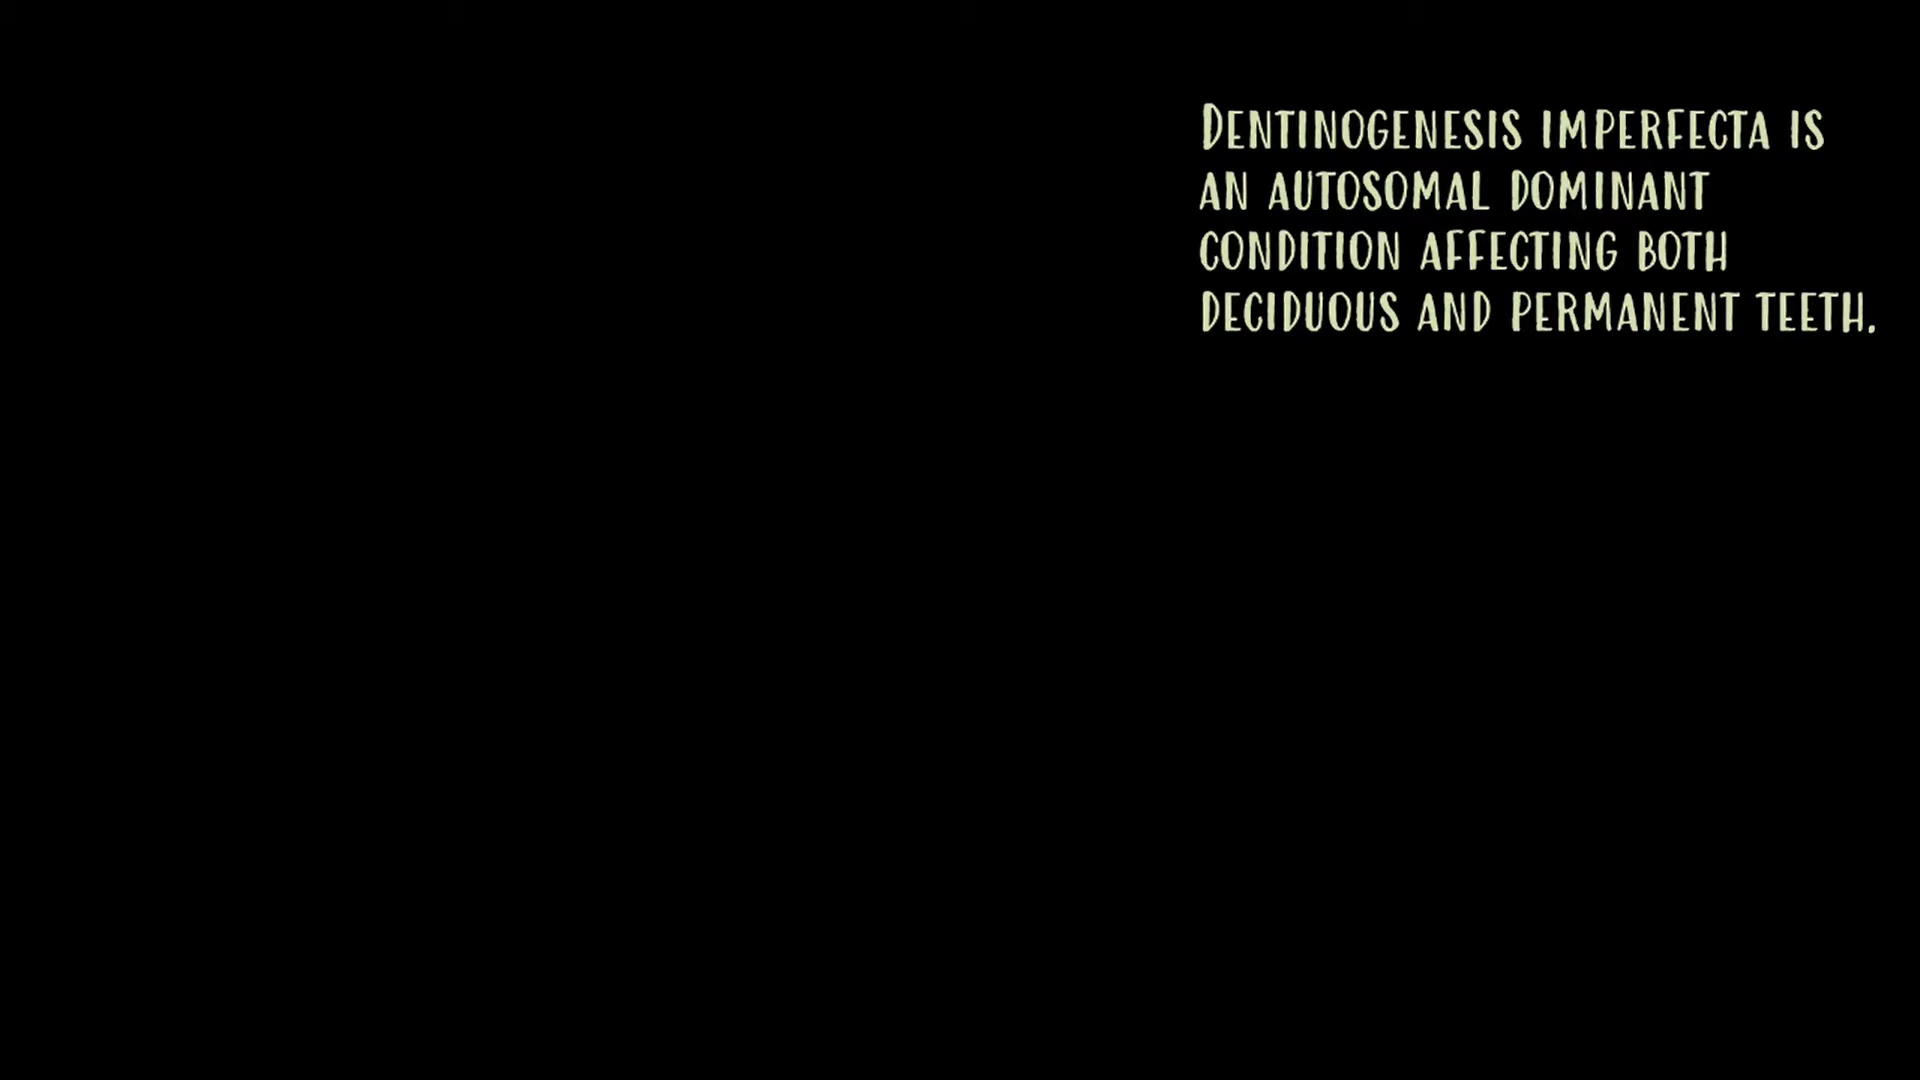 Dentinogenesis imperfecta is
an autosomal dominant
condition affecting both
deciduous and permanent teeth.